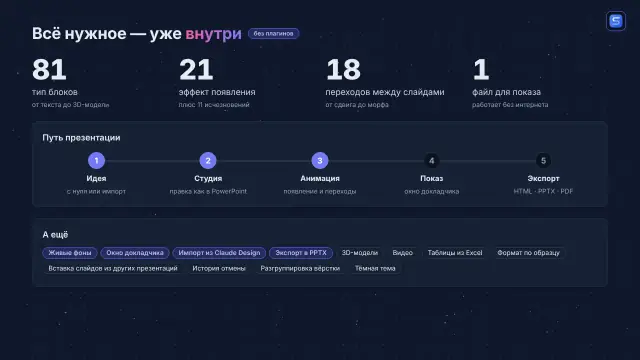 Всё нужное — уже внутри без плагинов
81 21 18 1
тип блоков эффект появления переходов между слайдами файл для показа
от текста до 3D-модели плюс 11 исчезновений от сдвига до морфа работает без интернета
Путь презентации
1 2 3 4 5
Идея Студия Анимация Показ Экспорт
с нуля или импорт правка как в PowerPoint появление и переходы окно докладчика HTML · PPTX · PDF
А ещё
Живые фоны Окно докладчика Импорт из Claude Design Экспорт в PPTX 3D-модели Видео Таблицы из Excel Формат по образцу
Вставка слайдов из других презентаций История отмены Разгруппировка вёрстки Тёмная тема